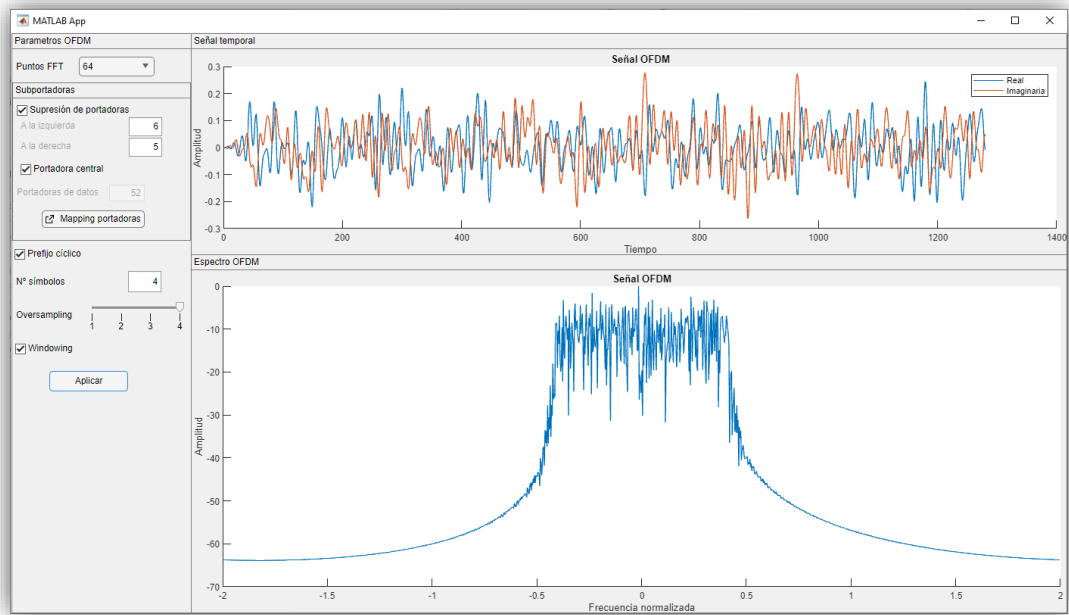 MATLAB App
Parametros OFDM
Puntos FFT 64
Subportadoras
Supresión de portadoras
A la izquierda 6
A la derecha 5
Portadora central
Portadoras de datos 52
Mapping portadoras
Prefijo cíclico
Nº símbolos 4
Oversampling
1 2 3 4
Windowing
Aplicar
Señal temporal
Señal OFDM
Real
Imaginaria
Amplitud
0.3
0.2
0.1
0
-0.1
-0.2
-0.3
0 200 400 600 800 1000 1200 1400
Tiempo
Espectro OFDM
Señal OFDM
Amplitud
0
-10
-20
-30
-40
-50
-60
-70
-2 -1.5 -1 -0.5 0 0.5 1 1.5 2
Frecuencia normalizada